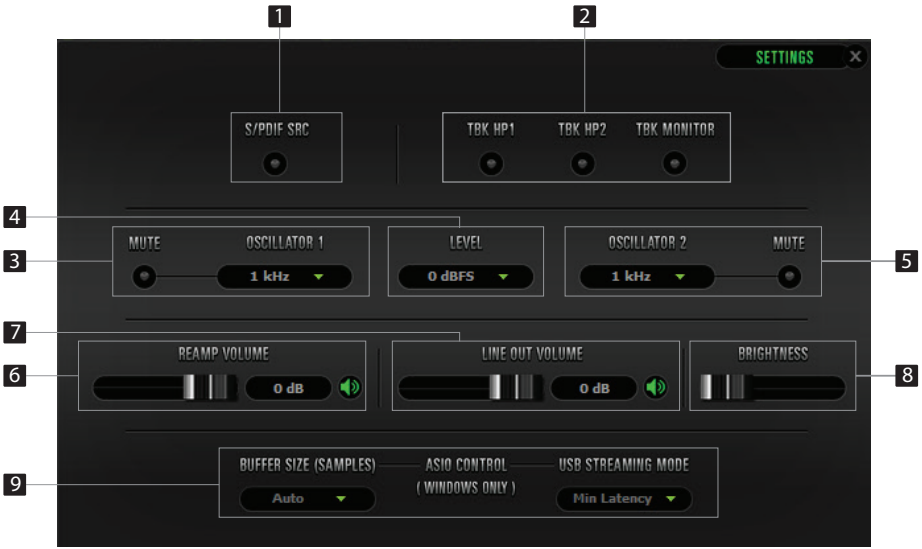 1 2
SETTINGS X
S/PDIF SRC TBK HP1 TBK HP2 TBK MONITOR
4
MUTE OSCILLATOR 1 LEVEL OSCILLATOR 2 MUTE
3 1 kHz 0 dBFS 1 kHz 5
7
REAMP VOLUME LINE OUT VOLUME BRIGHTNESS
6 0 dB 0 dB 8
BUFFER SIZE (SAMPLES) ASIO CONTROL USB STREAMING MODE
9 ( WINDOWS ONLY )
Auto Min Latency